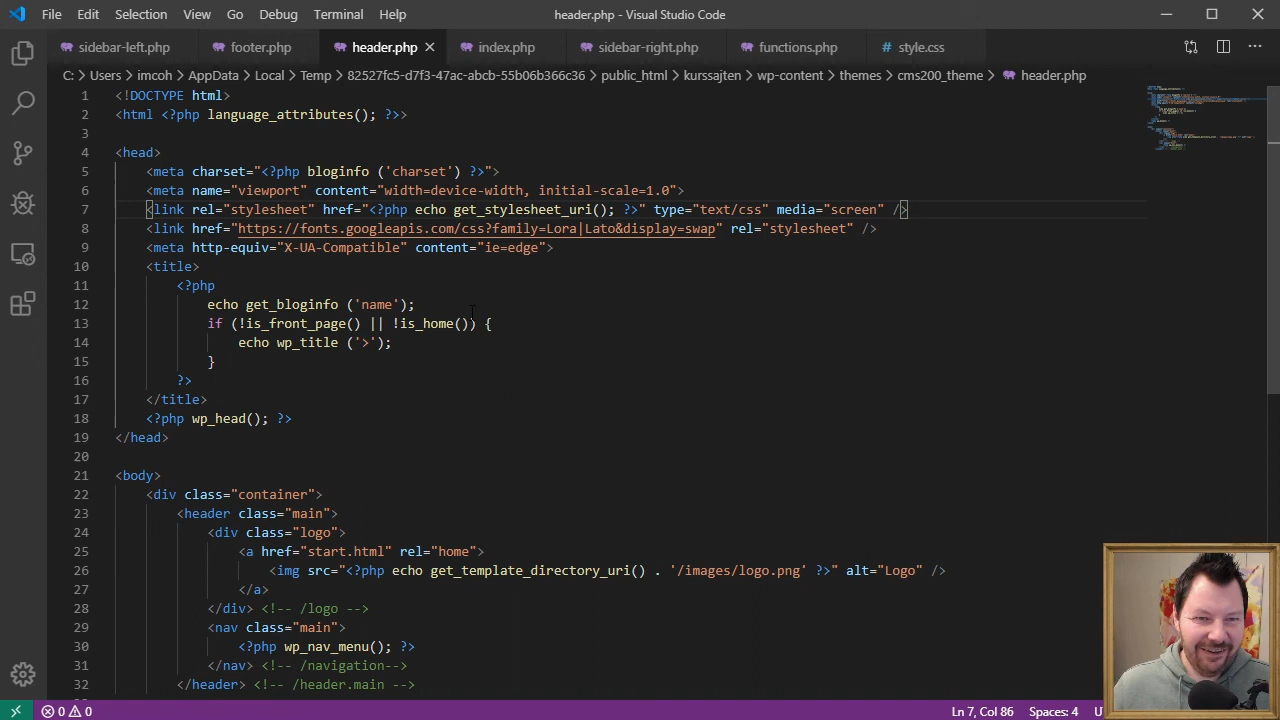 File Edit Selection View Go Debug Terminal Help header.php - Visual Studio Code
sidebar-left.php footer.php header.php index.php sidebar-right.php functions.php # style.css
C: > Users > imcoh > AppData > Local > Temp > 82527fc5-d7f3-47ac-abcb-55b06b366c36 > public_html > kurssajten > wp-content > themes > cms200_theme > header.php
1 <!DOCTYPE html>
2 <html <?php language_attributes(); ?>>
3
4 <head>
5 <meta charset="<?php bloginfo ('charset') ?>">
6 <meta name="viewport" content="width=device-width, initial-scale=1.0">
7 <link rel="stylesheet" href="<?php echo get_stylesheet_uri(); ?>" type="text/css" media="screen" />
8 <link href="https://fonts.googleapis.com/css?family=Lora|Lato&display=swap" rel="stylesheet" />
9 <meta http-equiv="X-UA-Compatible" content="ie=edge">
10 <title>
11 <?php
12 echo get_bloginfo ('name');
13 if (!is_front_page() || !is_home()) {
14 echo wp_title ('>');
15 }
16 ?>
17 </title>
18 <?php wp_head(); ?>
19 </head>
20
21 <body>
22 <div class="container">
23 <header class="main">
24 <div class="logo">
25 <a href="start.html" rel="home">
26 <img src="<?php echo get_template_directory_uri() . '/images/logo.png' ?>" alt="Logo" />
27 </a>
28 </div> <!-- /logo -->
29 <nav class="main">
30 <?php wp_nav_menu(); ?>
31 </nav> <!-- /navigation-->
32 </header> <!-- /header.main -->
0 0 Ln 7, Col 86 Spaces: 4